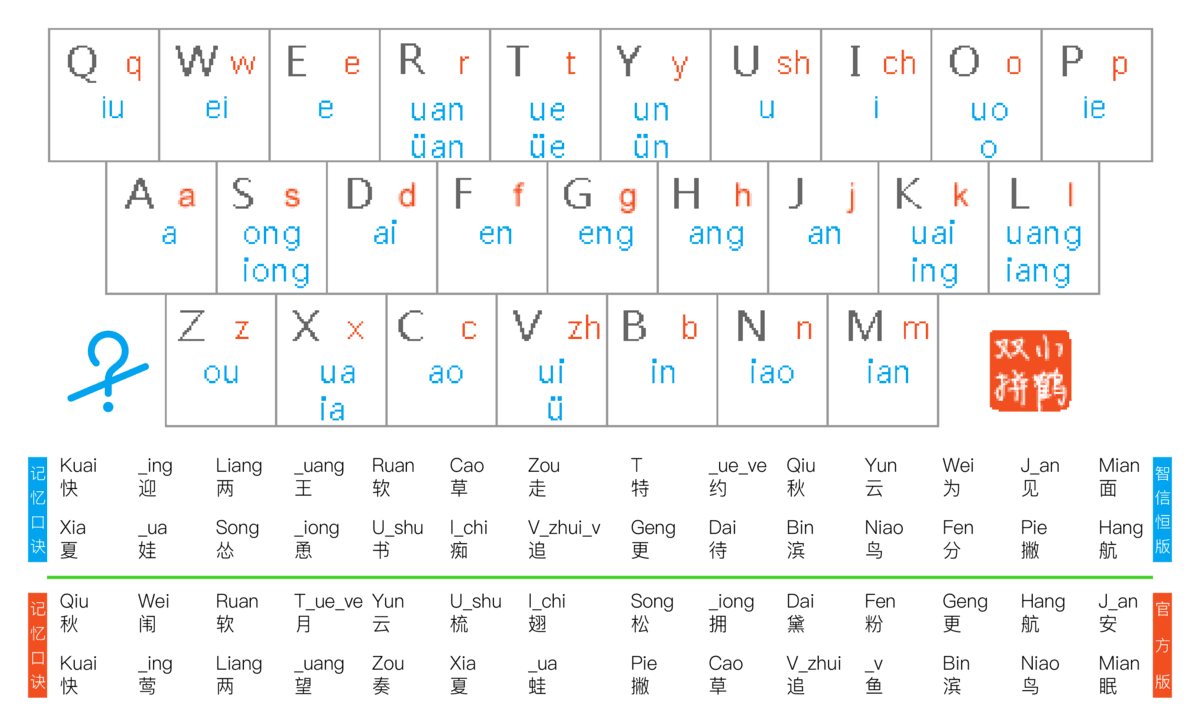 Q q W w E e R r T t Y y U sh I ch O o P p
iu ei e uan ue un u i uo ie
üan üe ün o
A a S s D d F f G g H h J j K k L l
a ong ai en eng ang an uai uang
iong ing iang
Z z X x C c V zh B b N n M m
ou ua ao ui in iao ian
ia ü
双小
拼鹤
记忆口诀
Kuai _ing Liang _uang Ruan Cao Zou T _ue_ve Qiu Yun Wei J_an Mian
快 迎 两 王 软 草 走 特 约 秋 云 为 见 面
Xia _ua Song _iong U_shu I_chi V_zhui_v Geng Dai Bin Niao Fen Pie Hang
夏 娃 怂 恿 书 痴 追 更 待 滨 鸟 分 撇 航
智信恒版
记忆口诀
Qiu Wei Ruan T_ue_ve Yun U_shu I_chi Song _iong Dai Fen Geng Hang J_an
秋 闱 软 月 云 梳 翅 松 拥 黛 粉 更 航 安
Kuai _ing Liang _uang Zou Xia _ua Pie Cao V_zhui _v Bin Niao Mian
快 莺 两 望 奏 夏 蛙 撇 草 追 鱼 滨 鸟 眠
官方版